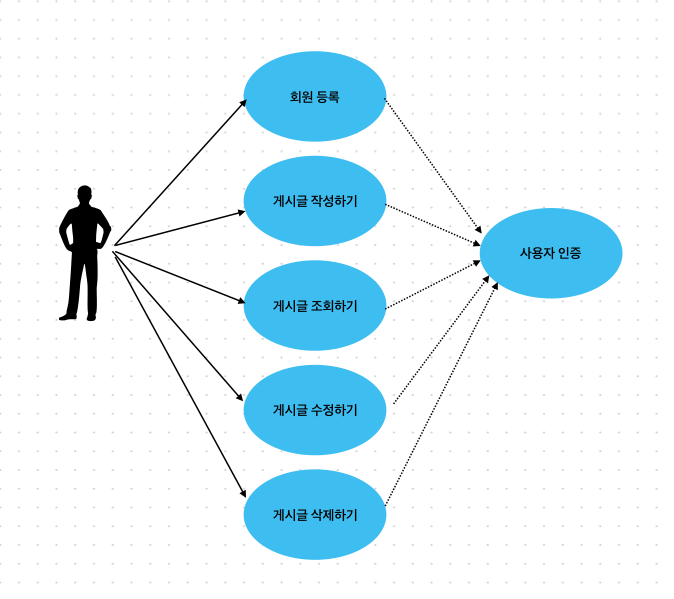 회원 등록
게시글 작성하기
게시글 조회하기
게시글 수정하기
게시글 삭제하기
사용자 인증